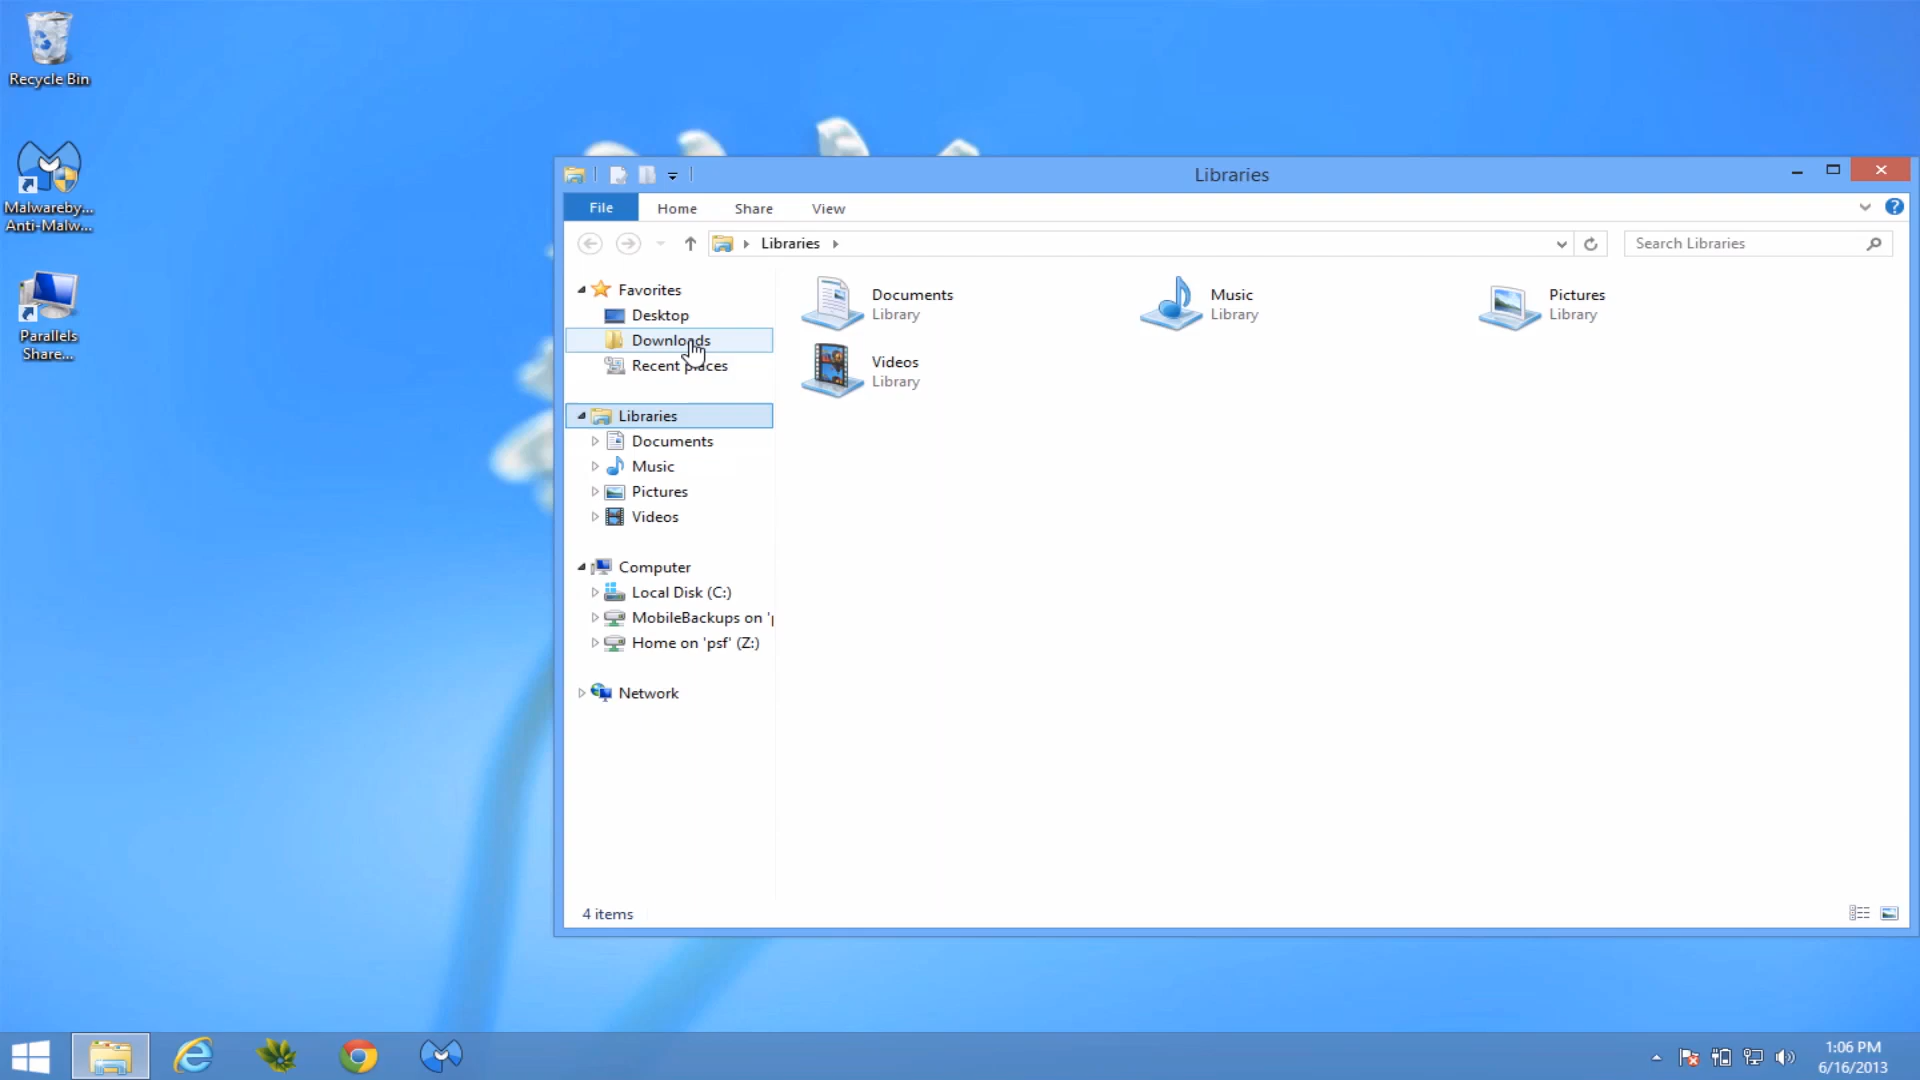 Recycle Bin
Malwareby...
Anti-Malw...
Parallels
Share...
Libraries
File
Home
Share
View
Libraries
Search Libraries
Favorites
Desktop
Downloads
Recent places
Libraries
Documents
Music
Pictures
Videos
Computer
Local Disk (C:)
MobileBackups on '
Home on 'psf' (Z:)
Network
Documents
Library
Music
Library
Pictures
Library
Videos
Library
4 items
1:06 PM
6/16/2013